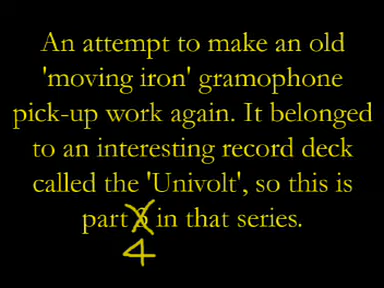 An attempt to make an old
'moving iron' gramophone
pick-up work again. It belonged
to an interesting record deck
called the 'Univolt', so this is
part 3 in that series.
4